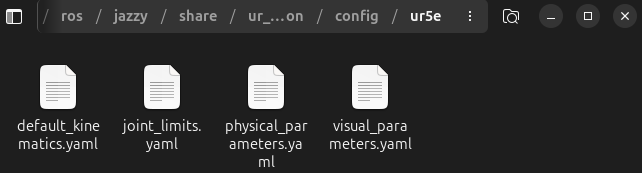 / ros / jazzy / share / ur_...on / config / ur5e
default_kine
matics.yaml
joint_limits.
yaml
physical_par
ameters.ya
ml
visual_para
meters.yaml